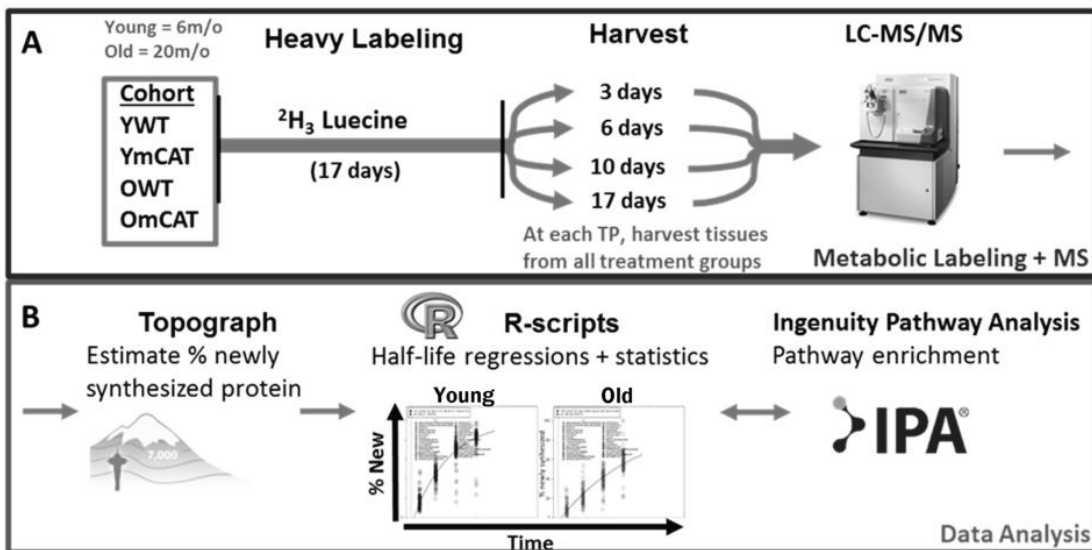 A
Young = 6m/o
Old = 20m/o
Cohort
YWT
YmCAT
OWT
OmCAT
Heavy Labeling
²H₃ Luecine
(17 days)
Harvest
3 days
6 days
10 days
17 days
At each TP, harvest tissues
from all treatment groups
LC-MS/MS
Metabolic Labeling + MS
B
Topograph
Estimate % newly
synthesized protein
7,000
R
R-scripts
Half-life regressions + statistics
Young
Old
% New
% newly synthesized
Time
Ingenuity Pathway Analysis
Pathway enrichment
IPA®
Data Analysis